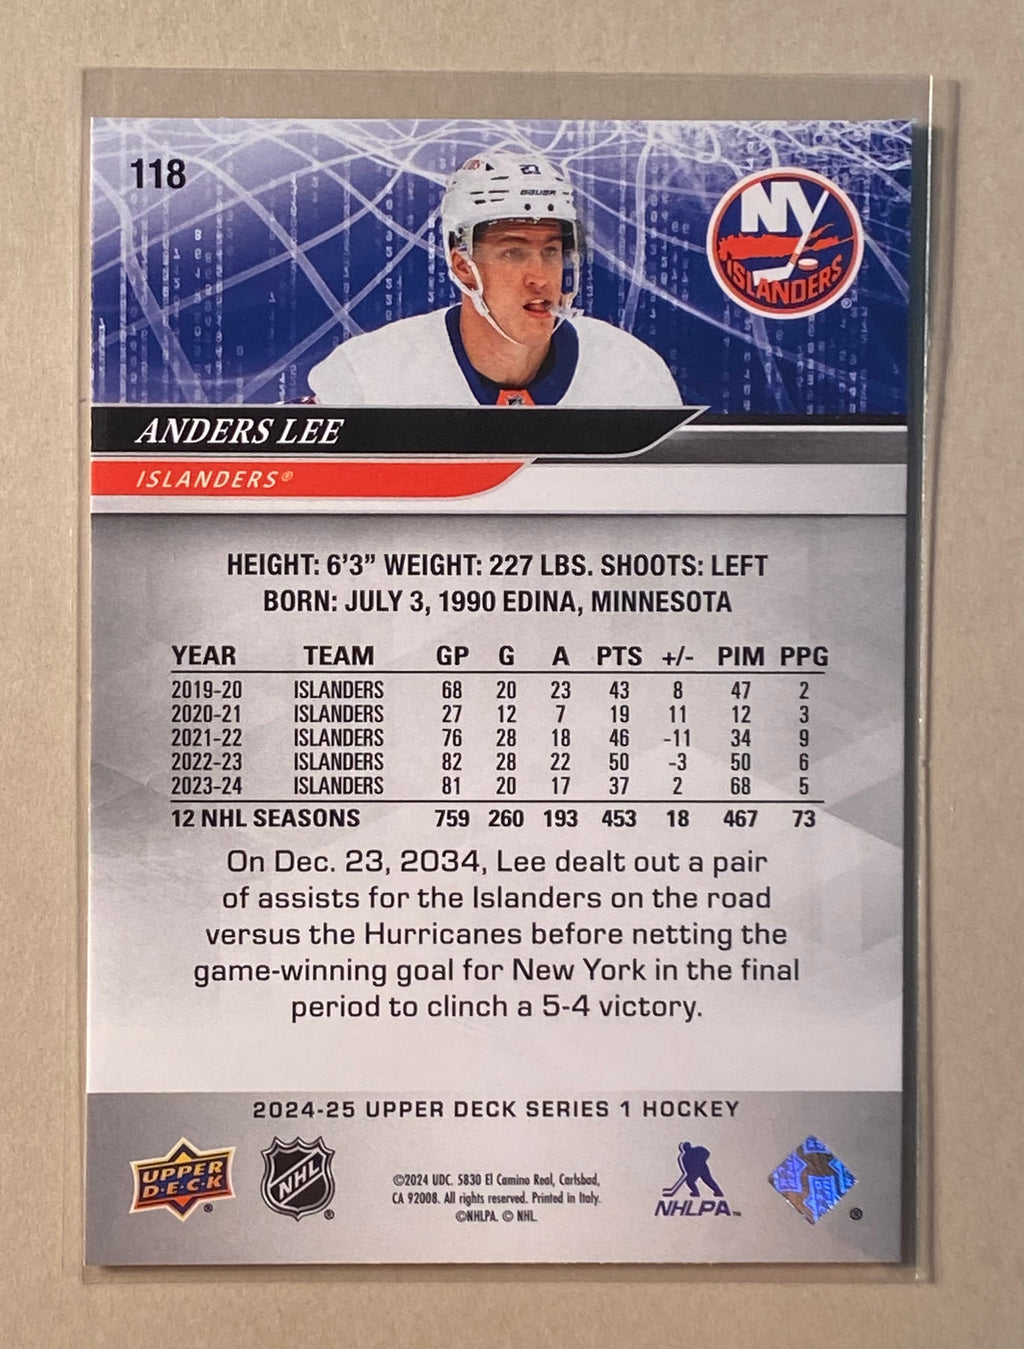 118
27
BAUER
NY
ISLANDERS
®
ANDERS LEE
ISLANDERS®
HEIGHT: 6'3" WEIGHT: 227 LBS. SHOOTS: LEFT
BORN: JULY 3, 1990 EDINA, MINNESOTA
YEAR TEAM GP G A PTS +/- PIM PPG
2019-20 ISLANDERS 68 20 23 43 8 47 2
2020-21 ISLANDERS 27 12 7 19 11 12 3
2021-22 ISLANDERS 76 28 18 46 -11 34 9
2022-23 ISLANDERS 82 28 22 50 -3 50 6
2023-24 ISLANDERS 81 20 17 37 2 68 5
12 NHL SEASONS 759 260 193 453 18 467 73
On Dec. 23, 2034, Lee dealt out a pair
of assists for the Islanders on the road
versus the Hurricanes before netting the
game-winning goal for New York in the final
period to clinch a 5-4 victory.
2024-25 UPPER DECK SERIES 1 HOCKEY
UPPER
D·E·C·K
®
NHL
®
©2024 UDC. 5830 El Camino Real, Carlsbad,
CA 92008. All rights reserved. Printed in Italy.
©NHLPA. © NHL.
NHLPA™
®